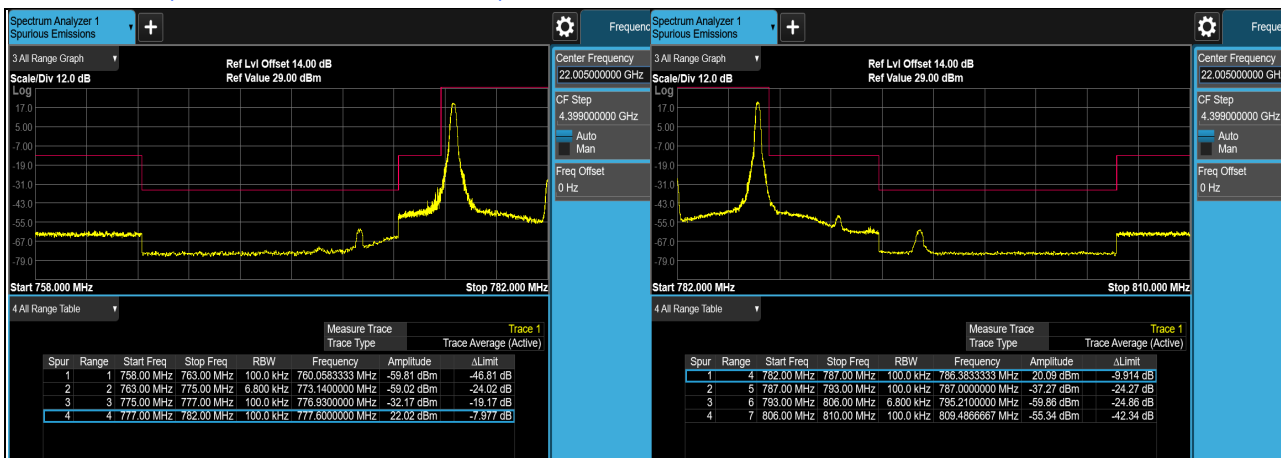 Spectrum Analyzer 1
Spurious Emissions
+
Frequenc
3 All Range Graph
Ref Lvl Offset 14.00 dB
Scale/Div 12.0 dB
Ref Value 29.00 dBm
Log
17.0
5.00
-7.00
-19.0
-31.0
-43.0
-55.0
-67.0
-79.0
Start 758.000 MHz
Stop 782.000 MHz
Center Frequency
22.005000000 GHz
CF Step
4.399000000 GHz
Auto
Man
Freq Offset
0 Hz
4 All Range Table
Measure Trace Trace 1
Trace Type Trace Average (Active)
Spur Range Start Freq Stop Freq RBW Frequency Amplitude ΔLimit
1 1 758.00 MHz 763.00 MHz 100.0 kHz 760.0583333 MHz -59.81 dBm -46.81 dB
2 2 763.00 MHz 775.00 MHz 6.800 kHz 773.1400000 MHz -59.02 dBm -24.02 dB
3 3 775.00 MHz 777.00 MHz 100.0 kHz 776.9300000 MHz -32.17 dBm -19.17 dB
4 4 777.00 MHz 782.00 MHz 100.0 kHz 777.6000000 MHz 22.02 dBm -7.977 dB
Spectrum Analyzer 1
Spurious Emissions
+
Freque
3 All Range Graph
Ref Lvl Offset 14.00 dB
Scale/Div 12.0 dB
Ref Value 29.00 dBm
Log
17.0
5.00
-7.00
-19.0
-31.0
-43.0
-55.0
-67.0
-79.0
Start 782.000 MHz
Stop 810.000 MHz
Center Frequency
22.005000000 GH
CF Step
4.399000000 GHz
Auto
Man
Freq Offset
0 Hz
4 All Range Table
Measure Trace Trace 1
Trace Type Trace Average (Active)
Spur Range Start Freq Stop Freq RBW Frequency Amplitude ΔLimit
1 4 782.00 MHz 787.00 MHz 100.0 kHz 786.3833333 MHz 20.09 dBm -9.914 dB
2 5 787.00 MHz 793.00 MHz 100.0 kHz 787.0000000 MHz -37.27 dBm -24.27 dB
3 6 793.00 MHz 806.00 MHz 6.800 kHz 795.2100000 MHz -59.86 dBm -24.86 dB
4 7 806.00 MHz 810.00 MHz 100.0 kHz 809.4866667 MHz -55.34 dBm -42.34 dB